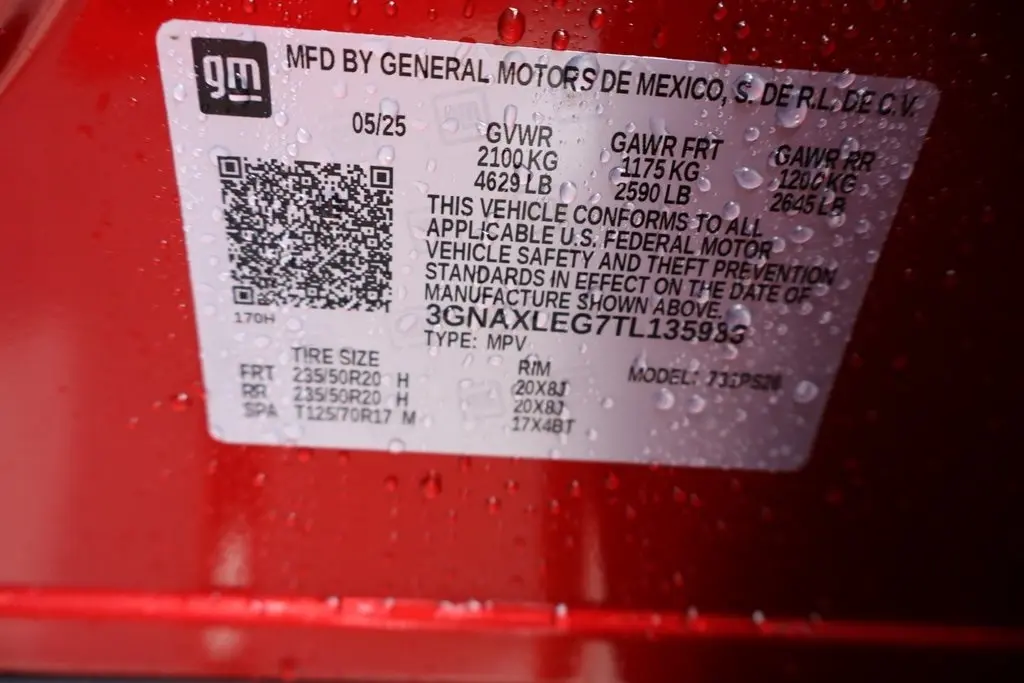 gm
MFD BY GENERAL MOTORS DE MEXICO, S. DE R.L. DE C.V.
05/25
GVWR GAWR FRT GAWR RR
2100 KG 1175 KG 1200 KG
4629 LB 2590 LB 2645 LB
THIS VEHICLE CONFORMS TO ALL
APPLICABLE U.S. FEDERAL MOTOR
VEHICLE SAFETY AND THEFT PREVENTION
STANDARDS IN EFFECT ON THE DATE OF
MANUFACTURE SHOWN ABOVE.
170H
3GNAXLEG7TL135983
TYPE: MPV
TIRE SIZE RIM MODEL:
FRT 235/50R20 H 20X8J
RR 235/50R20 H 20X8J
SPA T125/70R17 M 17X4BT